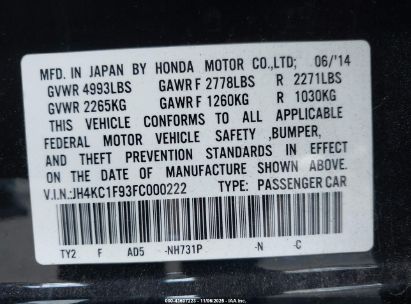 MFD. IN JAPAN BY HONDA MOTOR CO.,LTD; 06/'14
GVWR 4993LBS GAWR F 2778LBS R 2271LBS
GVWR 2265KG GAWR F 1260KG R 1030KG
THIS VEHICLE CONFORMS TO ALL APPLICABLE
FEDERAL MOTOR VEHICLE SAFETY ,BUMPER,
AND THEFT PREVENTION STANDARDS IN EFFECT
ON THE DATE OF MANUFACTURE SHOWN ABOVE.
V.I.N.:JH4KC1F93FC000222 TYPE: PASSENGER CAR
TY2 F AD5 -NH731P -N -C